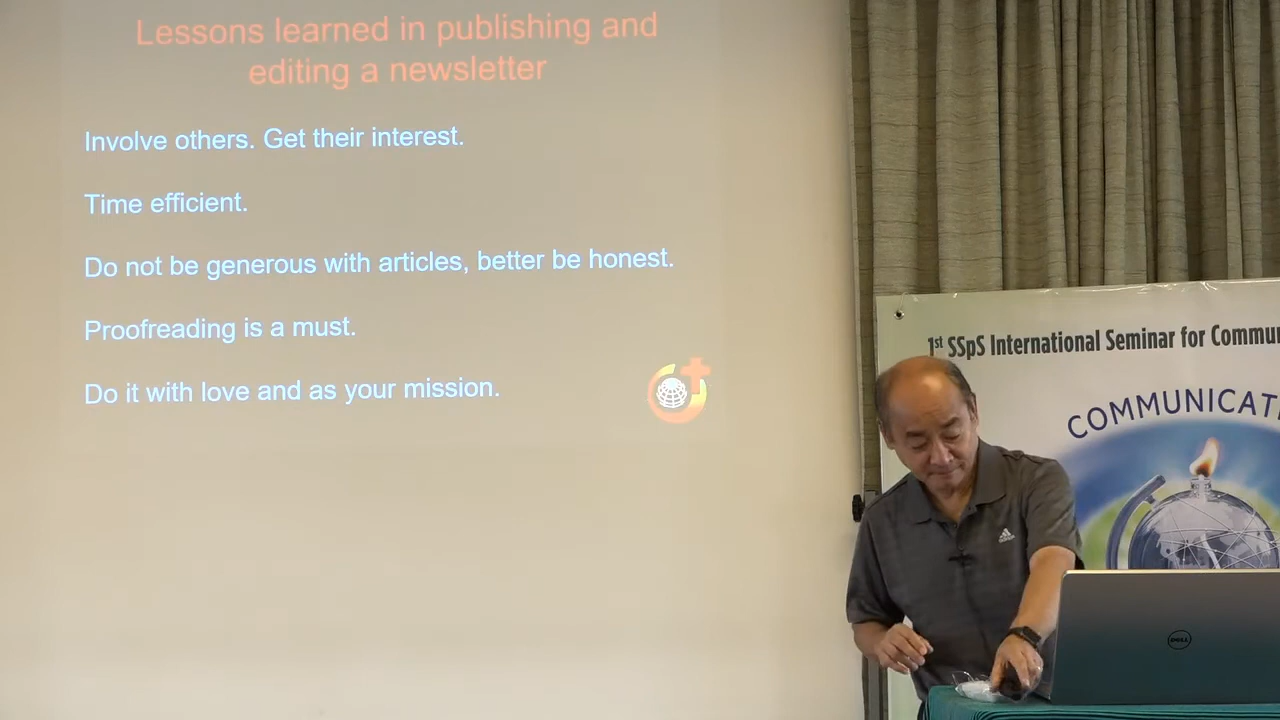 Lessons learned in publishing and
editing a newsletter
Involve others. Get their interest.
Time efficient.
Do not be generous with articles, better be honest.
Proofreading is a must.
Do it with love and as your mission.
1st SSpS International Seminar for Commun
COMMUNICAT
DELL